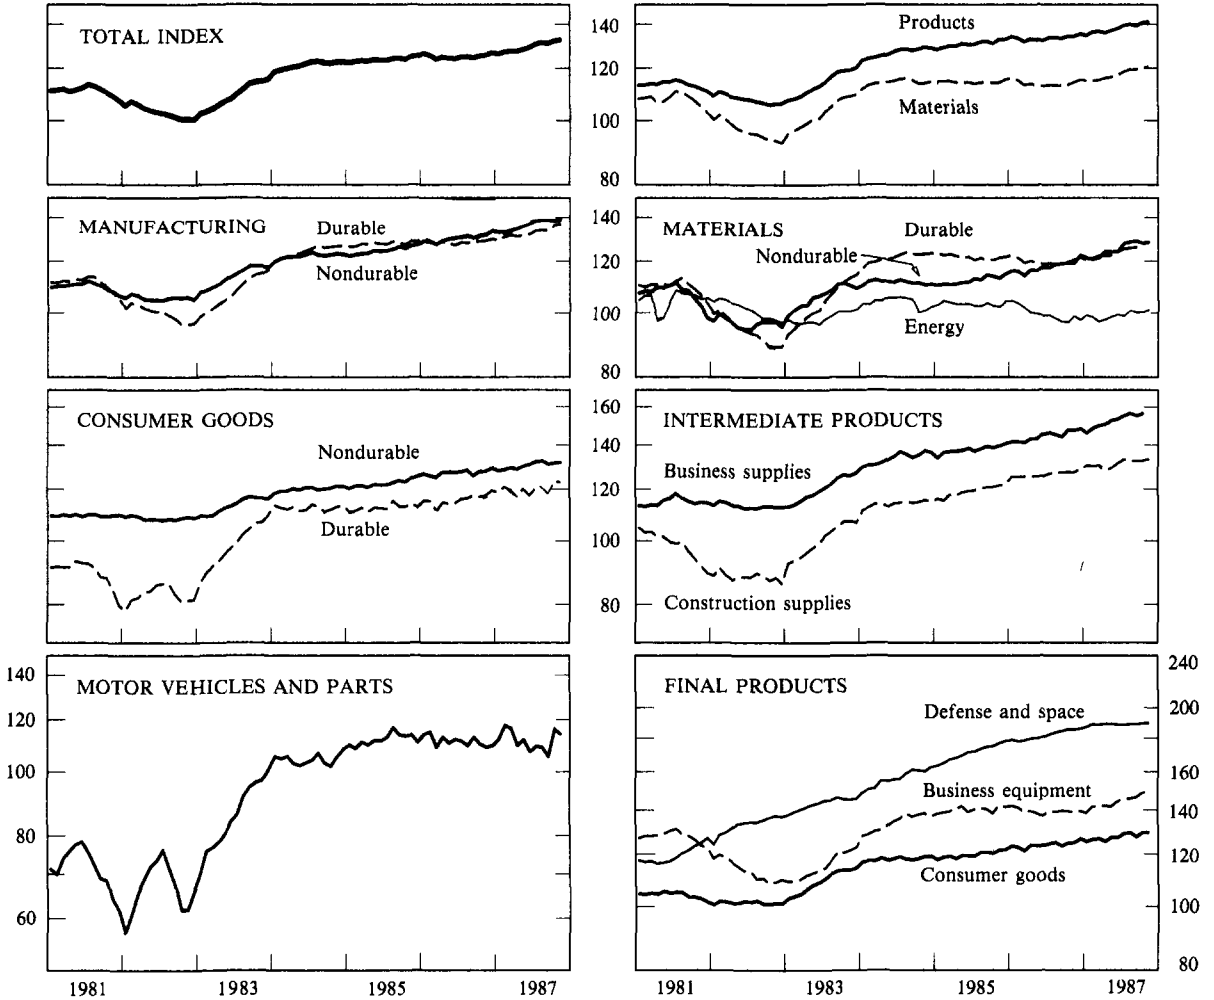 TOTAL INDEX
140
120
100
80
Products
Materials
MANUFACTURING
Durable
Nondurable
140
120
100
80
MATERIALS
Durable
Nondurable
Energy
CONSUMER GOODS
Nondurable
Durable
160
140
120
100
80
INTERMEDIATE PRODUCTS
Business supplies
Construction supplies
140
120
100
80
60
MOTOR VEHICLES AND PARTS
FINAL PRODUCTS
Defense and space
Business equipment
Consumer goods
240
200
160
140
120
100
80
1981
1983
1985
1987
1981
1983
1985
1987